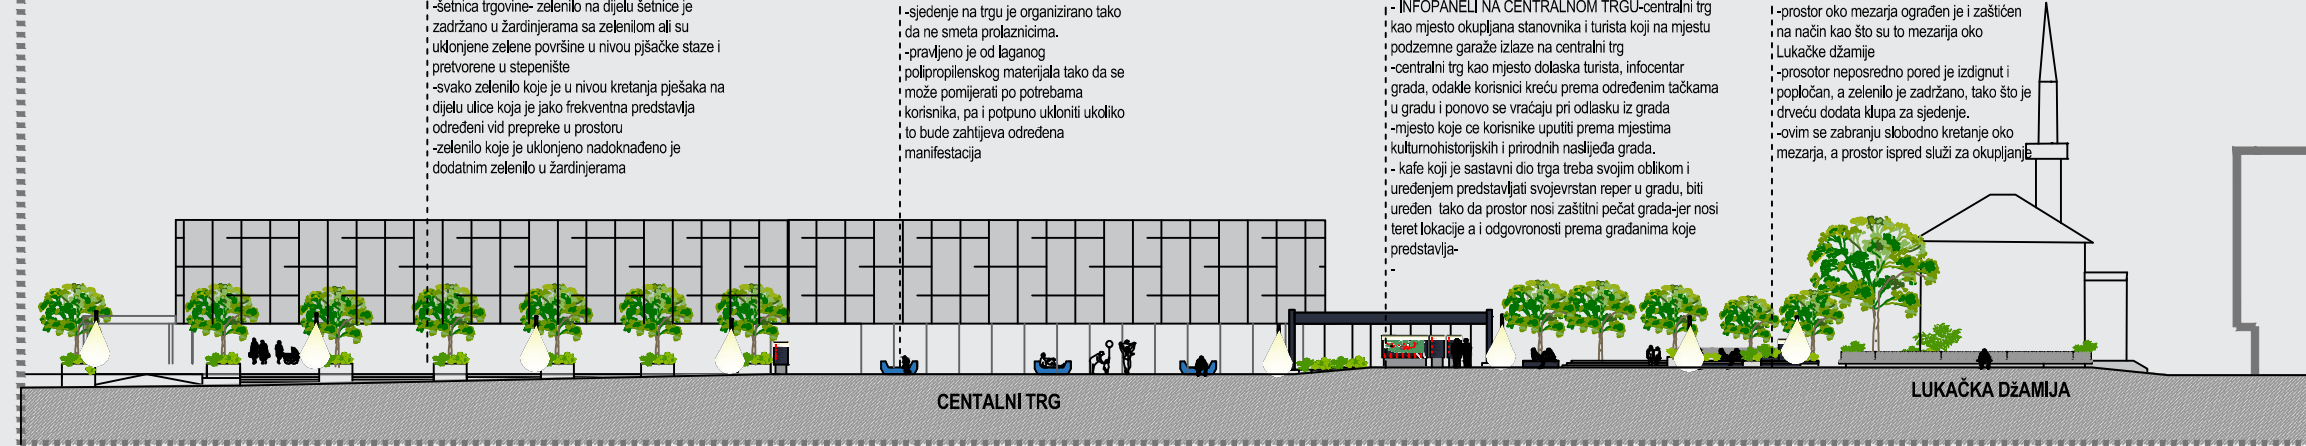 -šetnica trgovine- zelenilo na dijelu šetnice je
zadržano u žardinjerama sa zelenilom ali su
uklonjene zelene površine u nivou pjšačke staze i
pretvorene u stepenište
-svako zelenilo koje je u nivou kretanja pješaka na
dijelu ulice koja je jako frekventna predstavlja
određeni vid prepreke u prostoru
-zelenilo koje je uklonjeno nadoknađeno je
dodatnim zelenilo u žardinjerama
-sjedenje na trgu je organizirano tako
da ne smeta prolaznicima.
-pravljeno je od laganog
polipropilenskog materijala tako da se
može pomijerati po potrebama
korisnika, pa i potpuno ukloniti ukoliko
to bude zahtijeva određena
manifestacija
- INFOPANELI NA CENTRALNOM TRGU-centralni trg
kao mjesto okupljana stanovnika i turista koji na mjestu
podzemne garaže izlaze na centralni trg
-centralni trg kao mjesto dolaska turista, infocentar
grada, odakle korisnici kreću prema određenim tačkama
u gradu i ponovo se vraćaju pri odlasku iz grada
-mjesto koje ce korisnike uputiti prema mjestima
kulturnohistorijskih i prirodnih naslijeđa grada.
- kafe koji je sastavni dio trga treba svojim oblikom i
uređenjem predstavljati svojevrstan reper u gradu, biti
uređen tako da prostor nosi zaštitni pečat grada-jer nosi
teret lokacije a i odgovronosti prema građanima koje
predstavlja-
-
-prostor oko mezarja ograđen je i zaštićen
na način kao što su to mezarija oko
Lukačke džamije
-prosotor neposredno pored je izdignut i
popločan, a zelenilo je zadržano, tako što je
drveću dodata klupa za sjedenje.
-ovim se zabranju slobodno kretanje oko
mezarja, a prostor ispred služi za okupljanje
CENTALNI TRG
LUKAČKA DžAMIJA